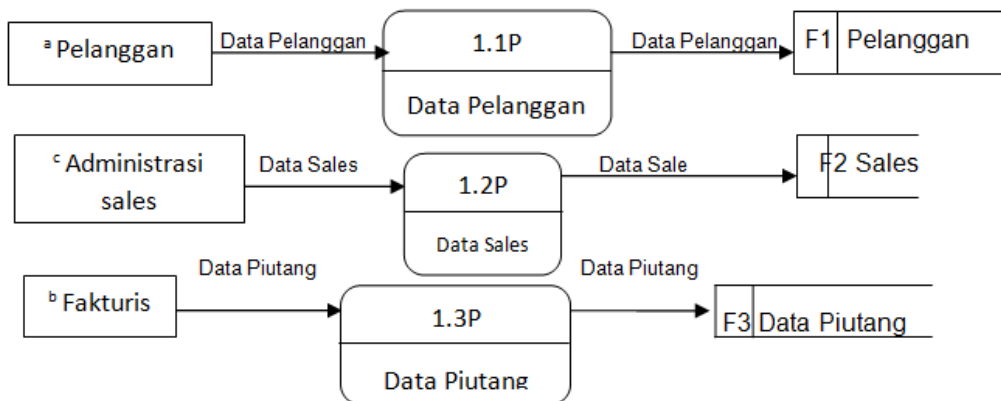 ᵃ Pelanggan
Data Pelanggan
1.1P
Data Pelanggan
Data Pelanggan
F1 Pelanggan
ᶜ Administrasi
sales
Data Sales
1.2P
Data Sales
Data Sale
F2 Sales
ᵇ Fakturis
Data Piutang
1.3P
Data Piutang
Data Piutang
F3 Data Piutang